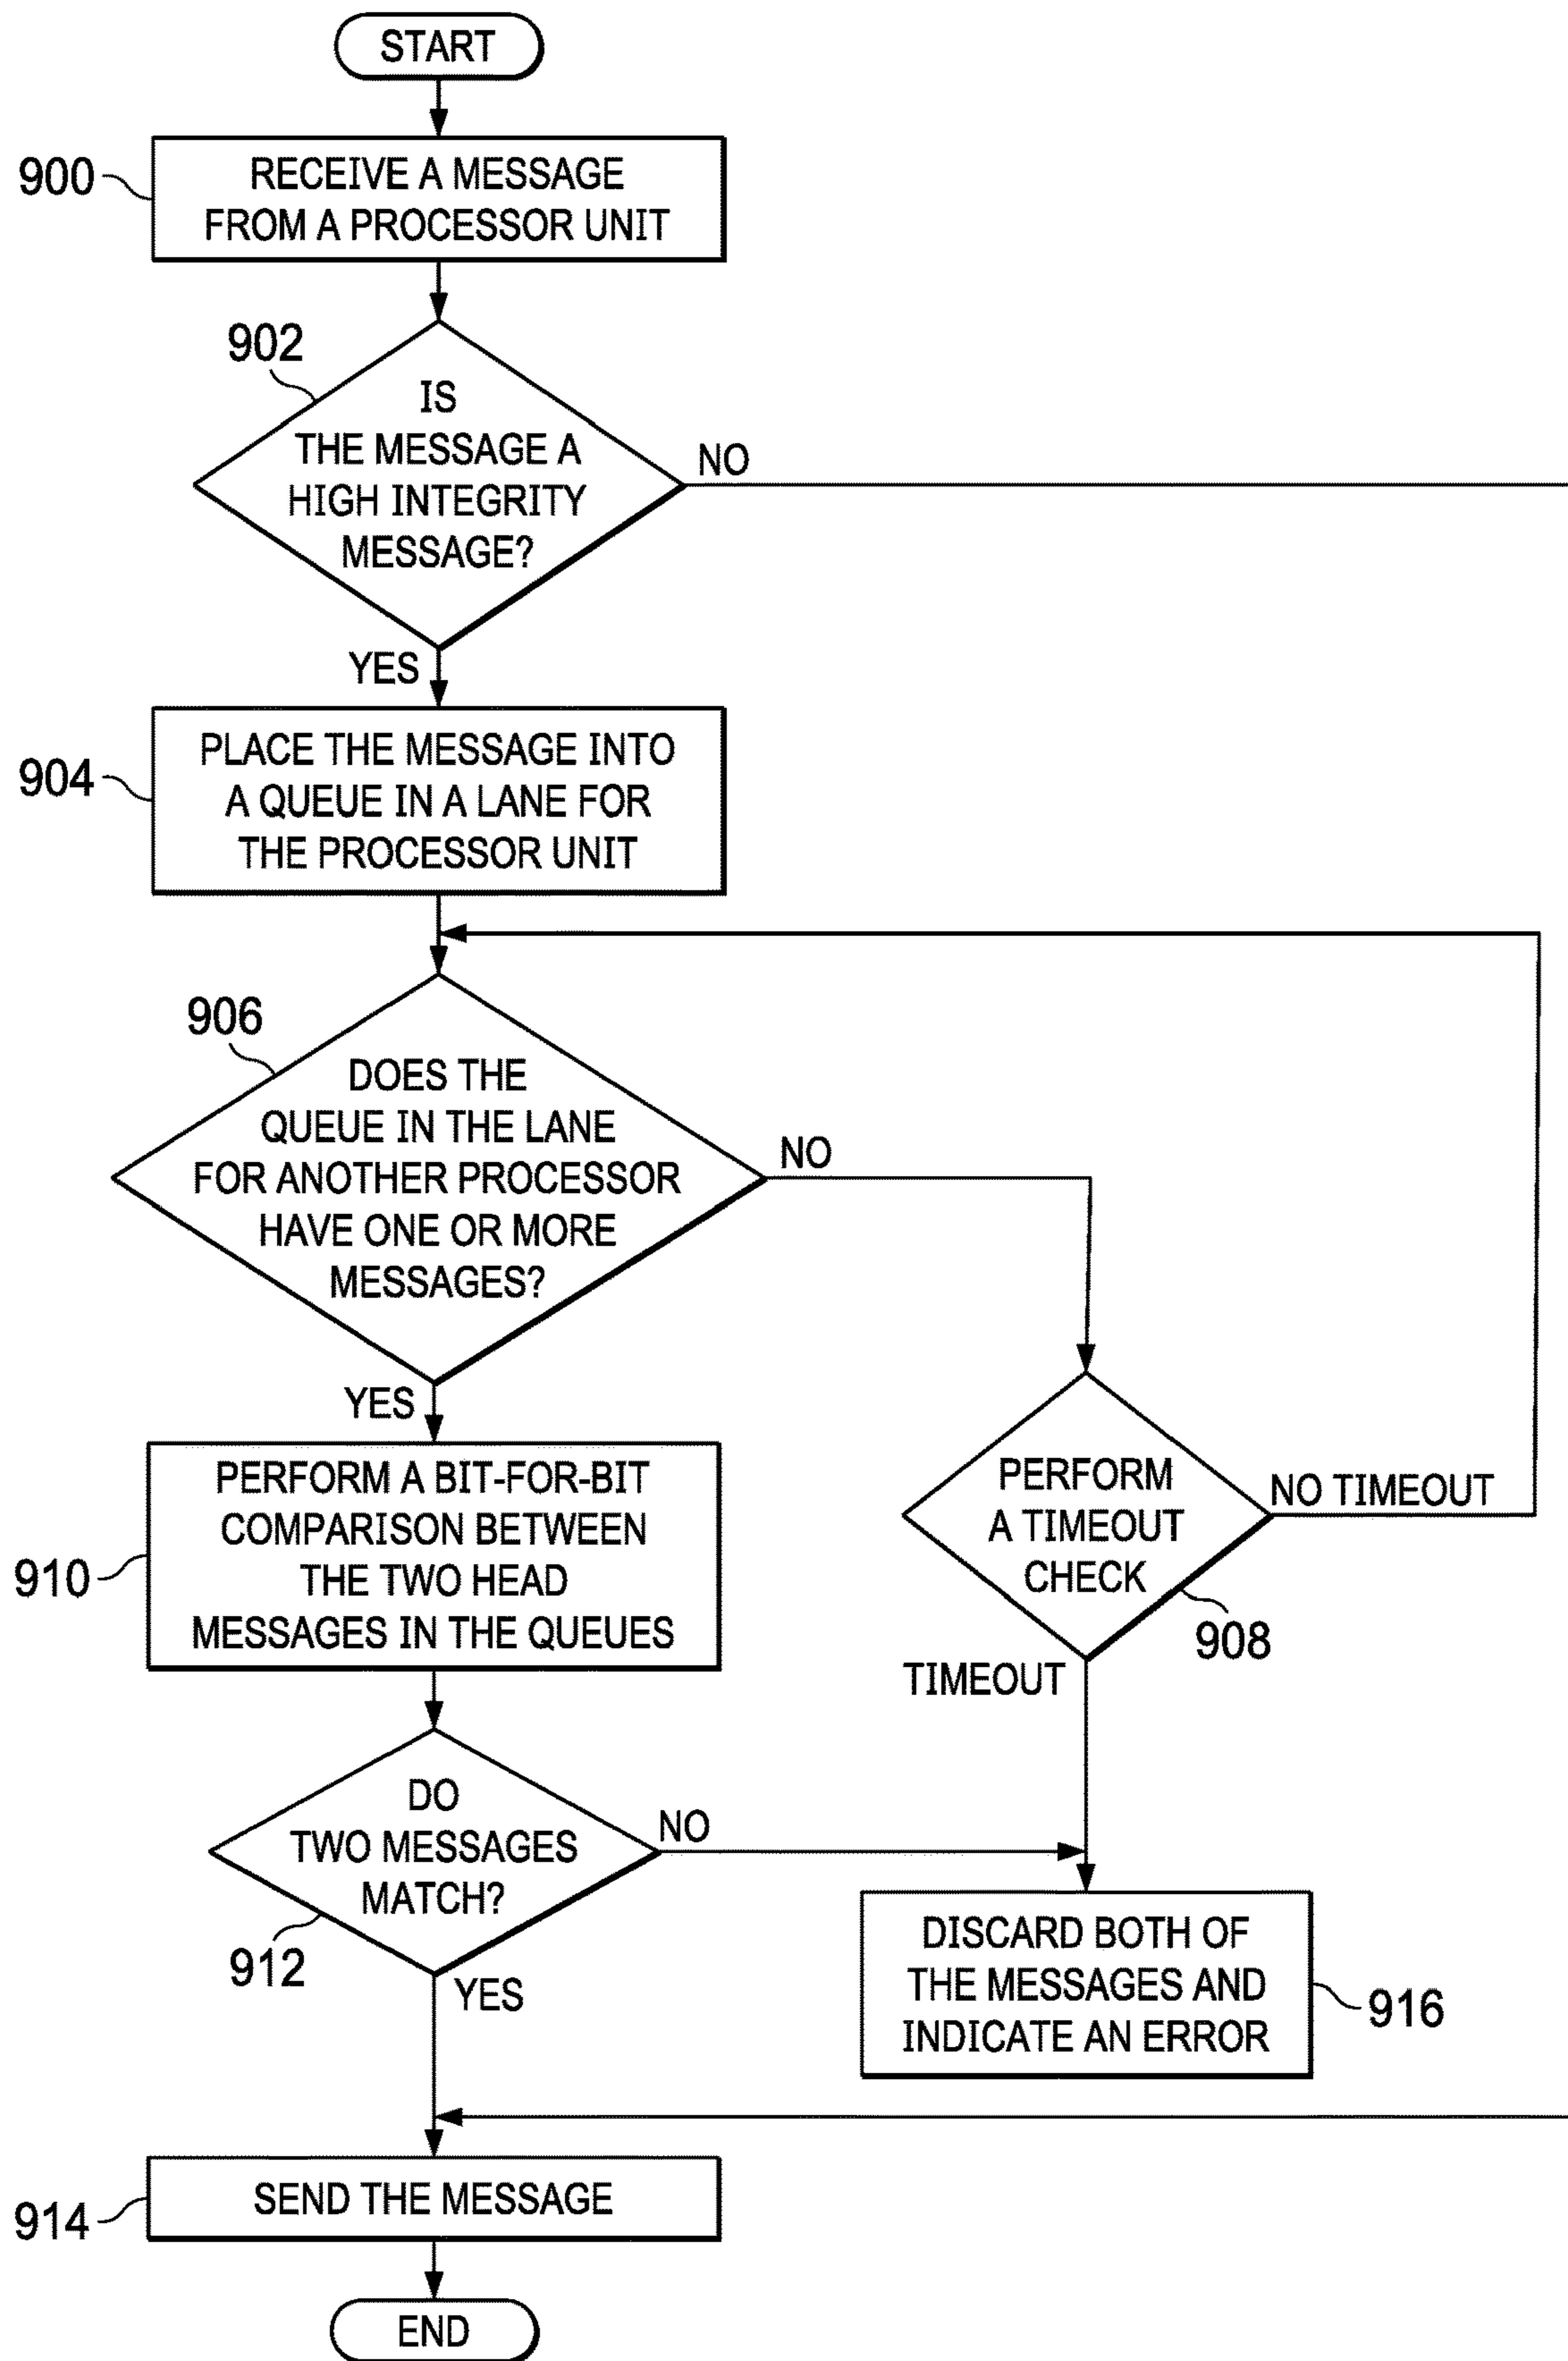 START
900
RECEIVE A MESSAGE
FROM A PROCESSOR UNIT
902
IS
THE MESSAGE A
HIGH INTEGRITY
MESSAGE?
NO
YES
904
PLACE THE MESSAGE INTO
A QUEUE IN A LANE FOR
THE PROCESSOR UNIT
906
DOES THE
QUEUE IN THE LANE
FOR ANOTHER PROCESSOR
HAVE ONE OR MORE
MESSAGES?
NO
YES
PERFORM
A TIMEOUT
CHECK
NO TIMEOUT
908
TIMEOUT
910
PERFORM A BIT-FOR-BIT
COMPARISON BETWEEN
THE TWO HEAD
MESSAGES IN THE QUEUES
DO
TWO MESSAGES
MATCH?
NO
912
YES
DISCARD BOTH OF
THE MESSAGES AND
INDICATE AN ERROR
916
914
SEND THE MESSAGE
END